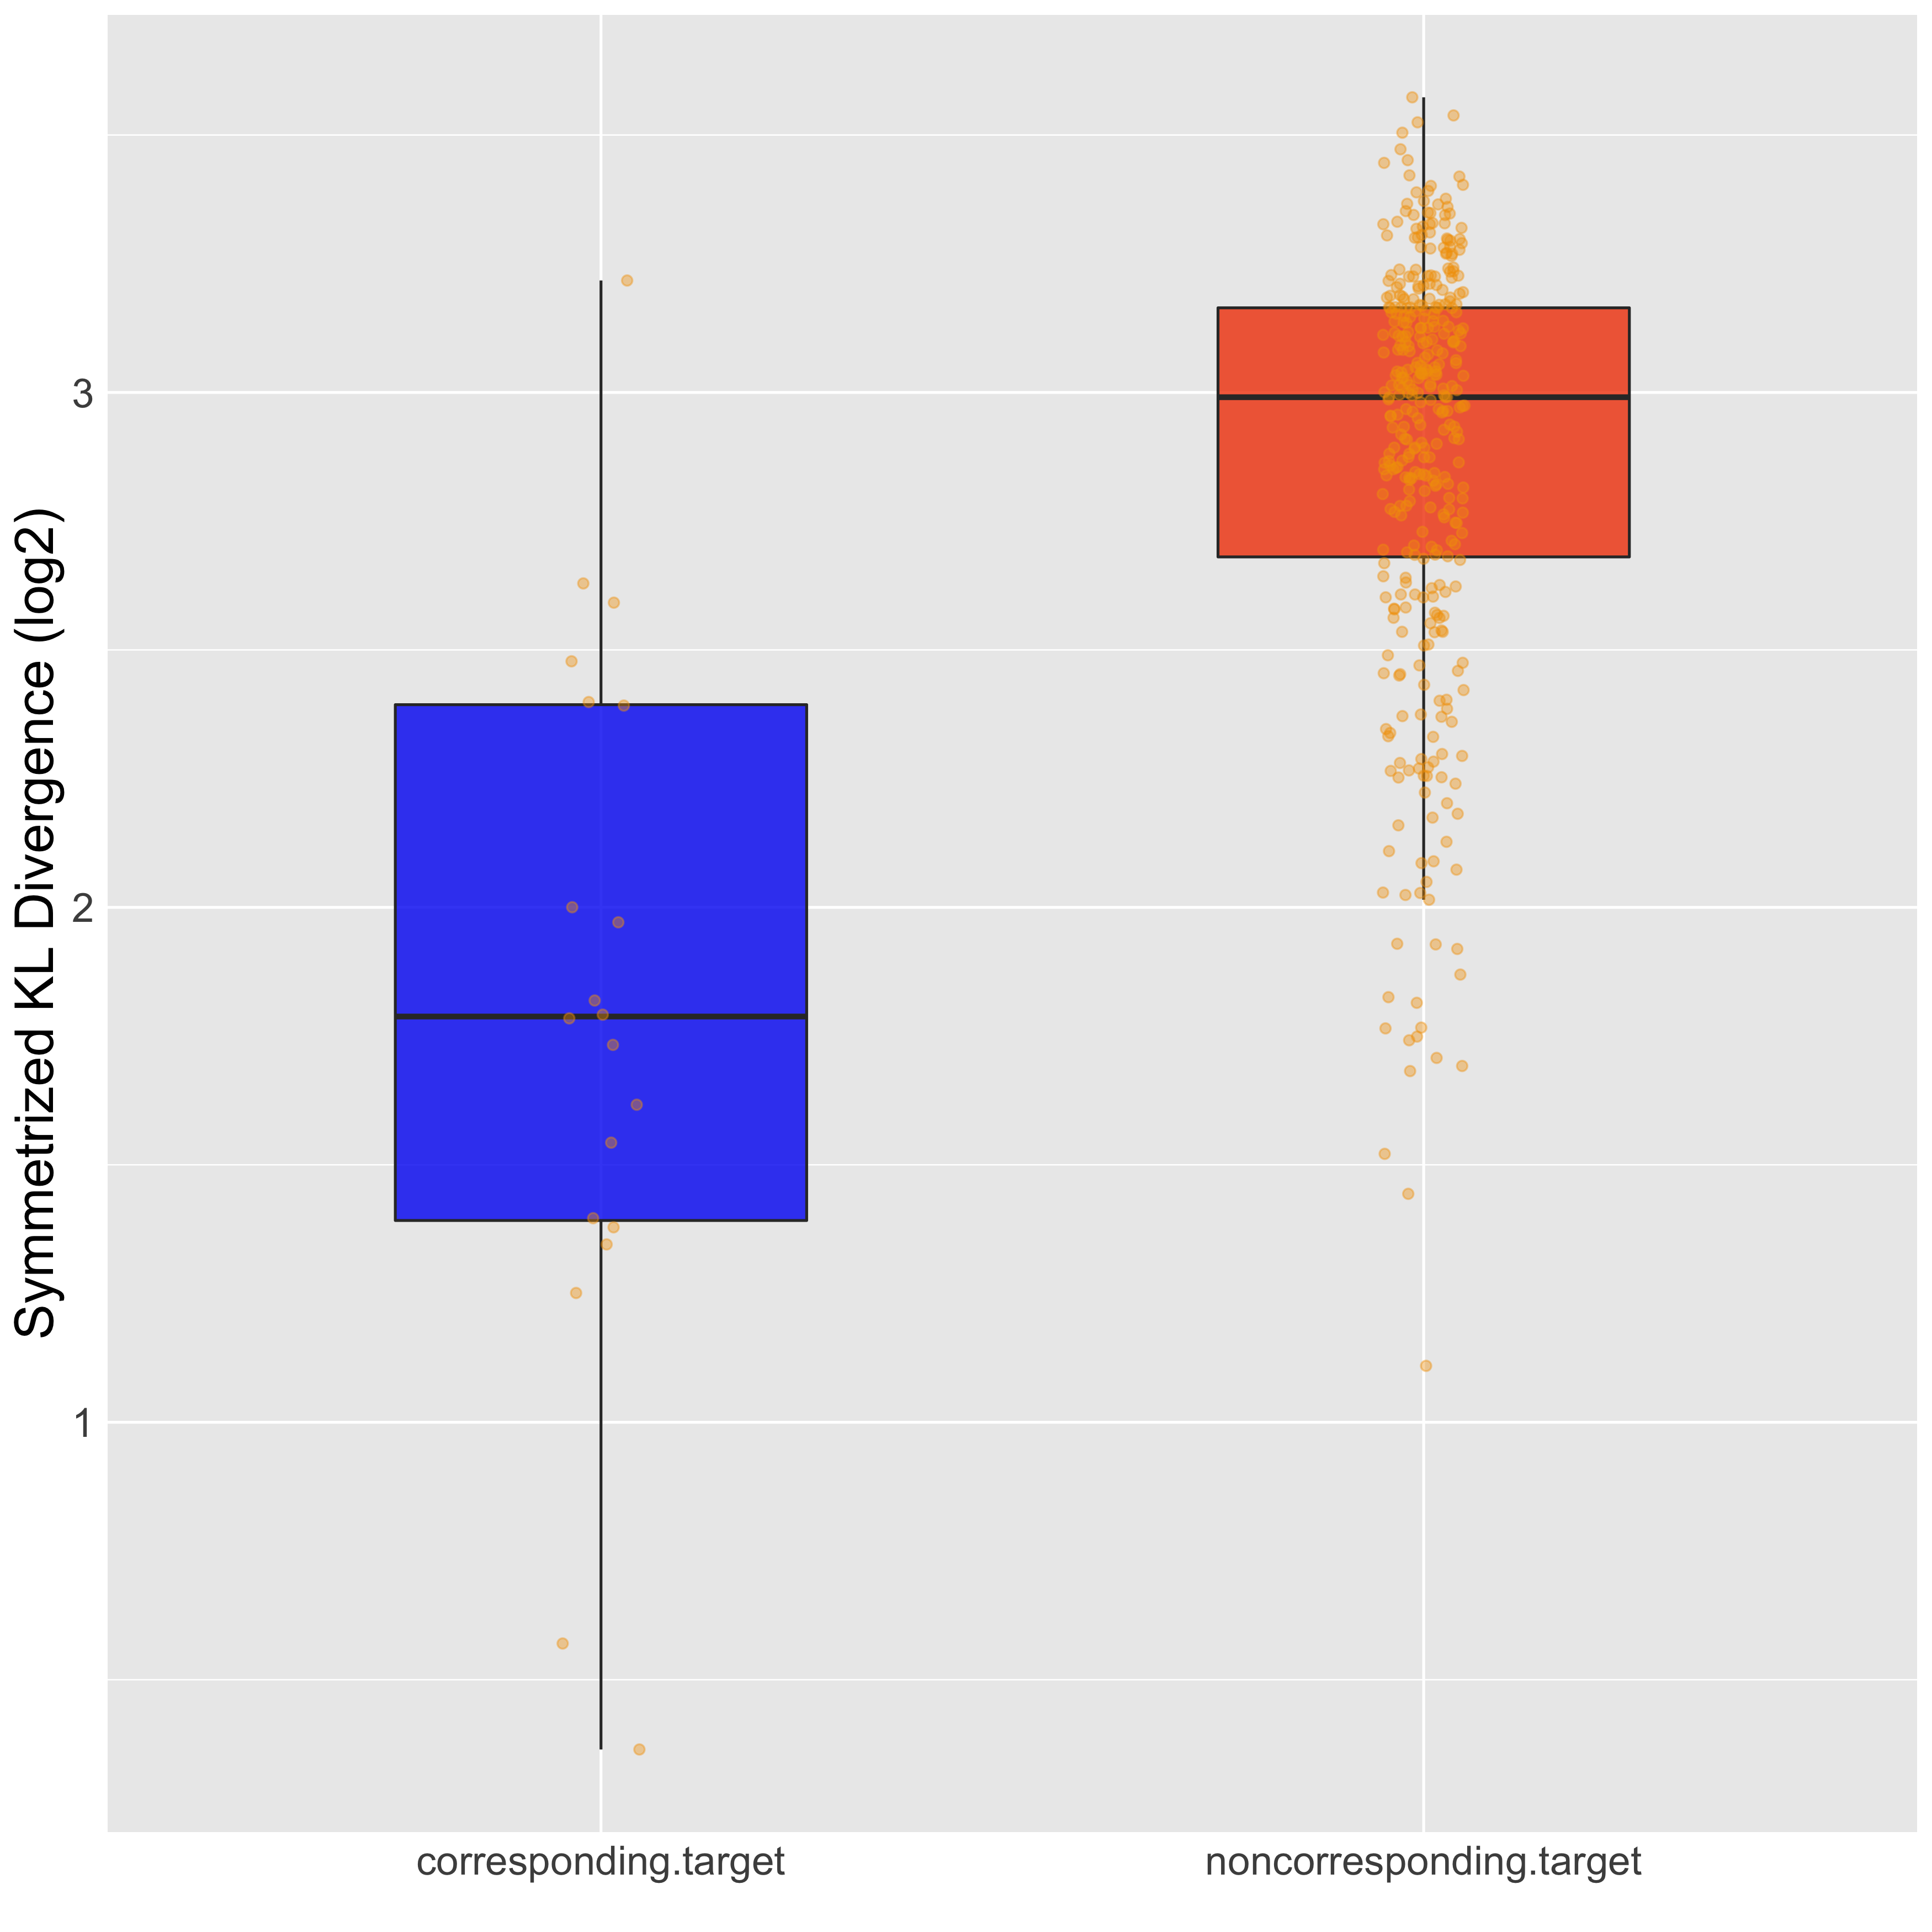 Symmetrized KL Divergence (log2)
3
2
1
corresponding.target
noncorresponding.target